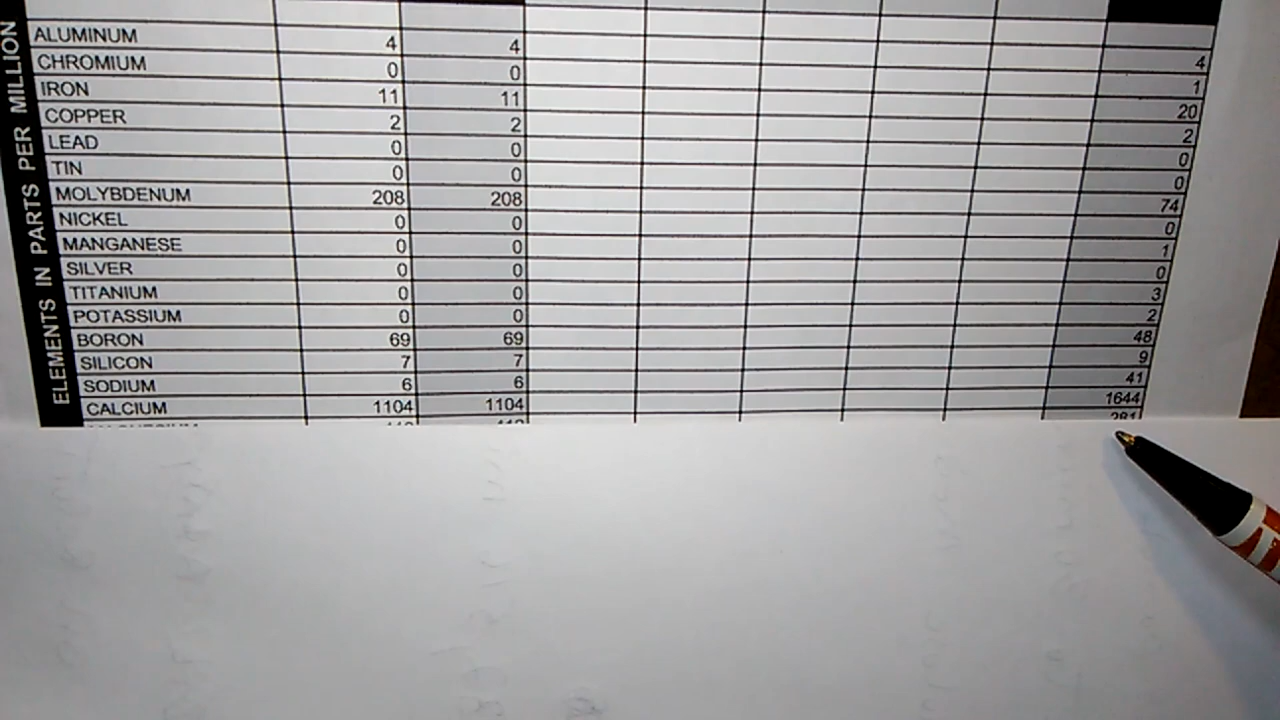 ELEMENTS IN PARTS PER MILLION
ALUMINUM 4 4 4
CHROMIUM 0 0 1
IRON 11 11 20
COPPER 2 2 2
LEAD 0 0 0
TIN 0 0 0
MOLYBDENUM 208 208 74
NICKEL 0 0 0
MANGANESE 0 0 1
SILVER 0 0 0
TITANIUM 0 0 3
POTASSIUM 0 0 2
BORON 69 69 48
SILICON 7 7 9
SODIUM 6 6 41
CALCIUM 1104 1104 1644